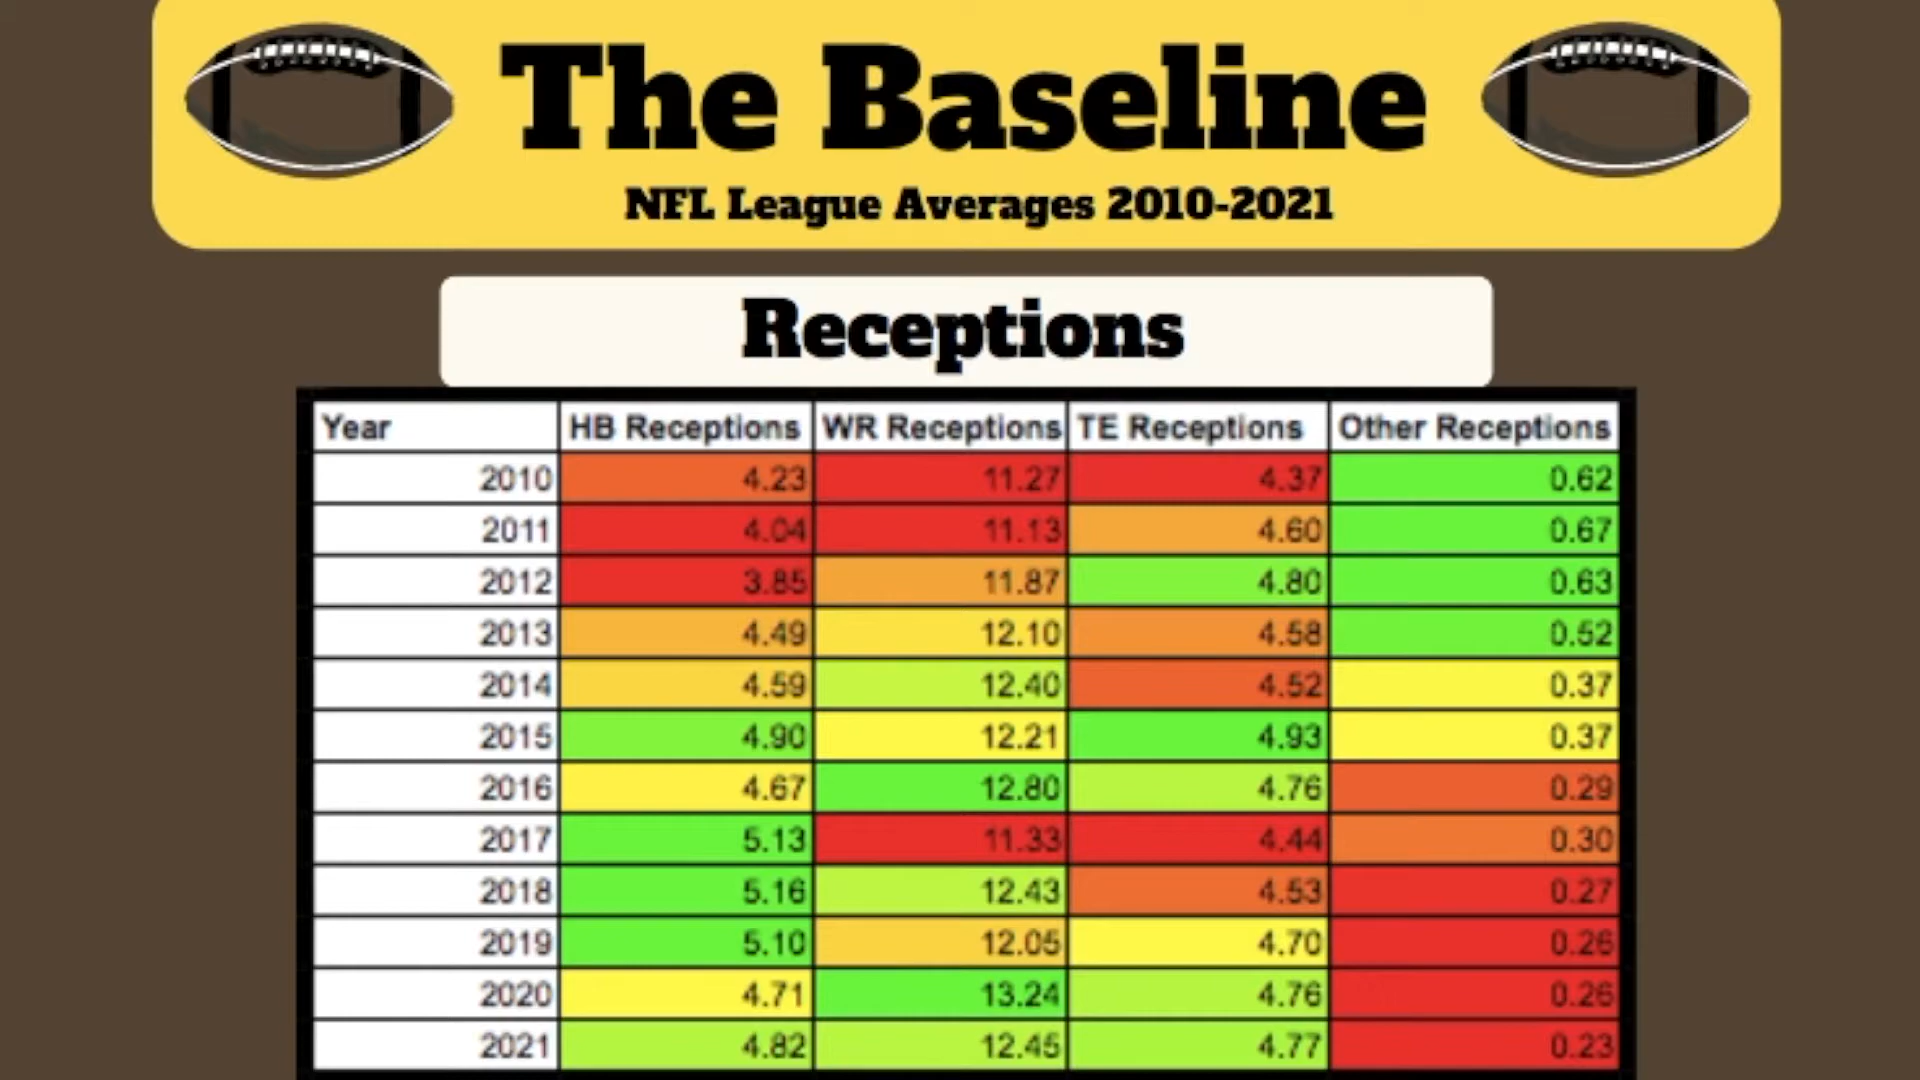 The Baseline
NFL League Averages 2010-2021
Receptions
Year HB Receptions WR Receptions TE Receptions Other Receptions
2010 4.23 11.27 4.37 0.62
2011 4.04 11.13 4.60 0.67
2012 3.85 11.87 4.80 0.63
2013 4.49 12.10 4.58 0.52
2014 4.59 12.40 4.52 0.37
2015 4.90 12.21 4.93 0.37
2016 4.67 12.80 4.76 0.29
2017 5.13 11.33 4.44 0.30
2018 5.16 12.43 4.53 0.27
2019 5.10 12.05 4.70 0.26
2020 4.71 13.24 4.76 0.26
2021 4.82 12.45 4.77 0.23